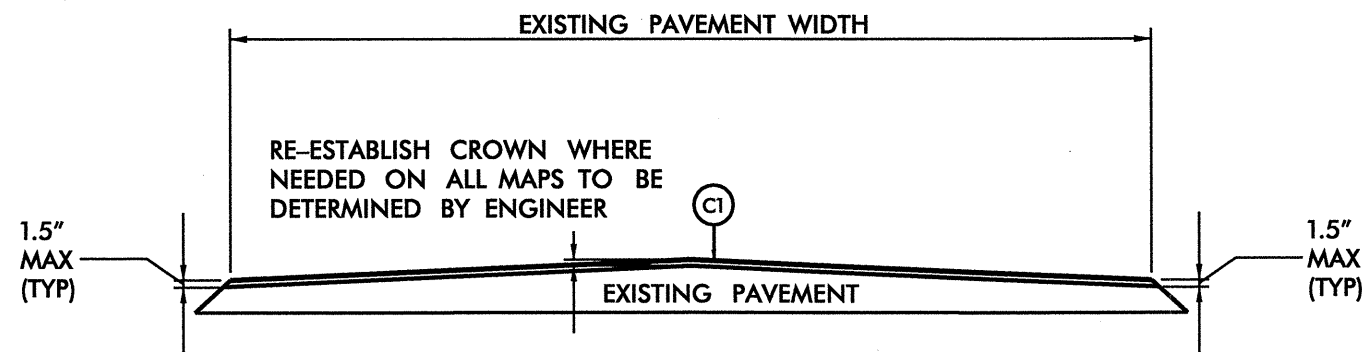 EXISTING PAVEMENT WIDTH
RE-ESTABLISH CROWN WHERE
NEEDED ON ALL MAPS TO BE
DETERMINED BY ENGINEER
C1
1.5"
MAX
(TYP)
1.5"
MAX
(TYP)
EXISTING PAVEMENT